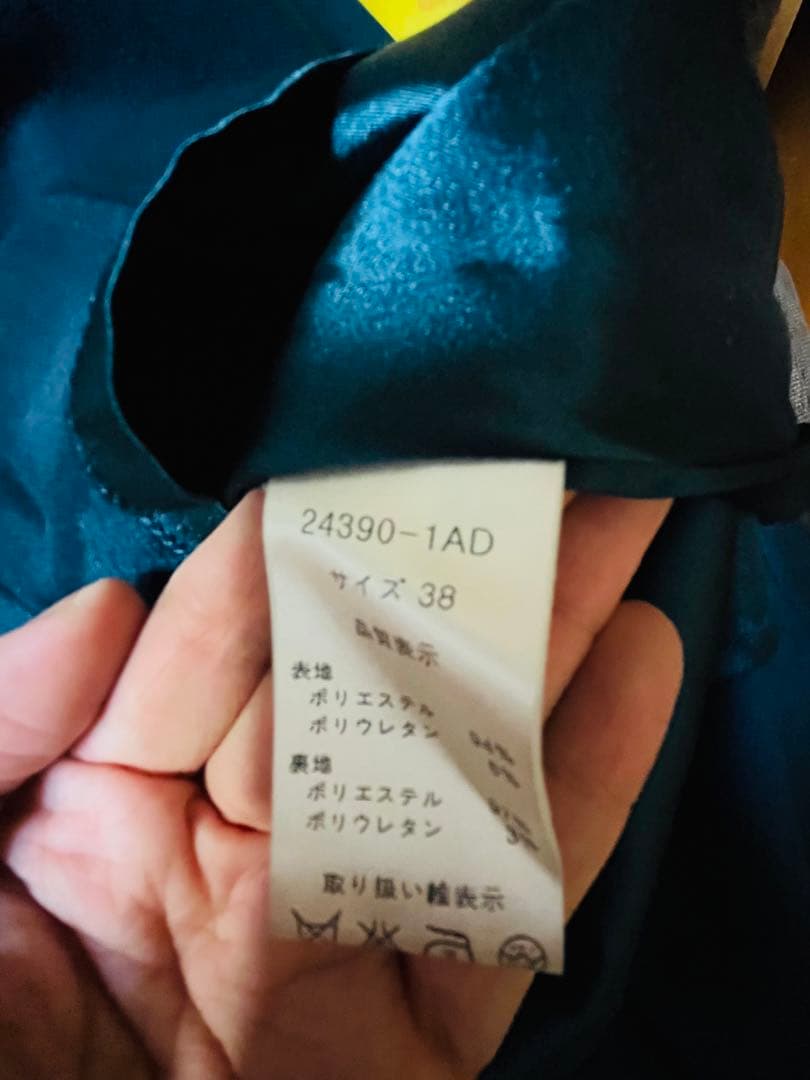 24390-1AD
サイズ 38
品質表示
表地
ポリエステル
ポリウレタン
裏地
ポリエステル
ポリウレタン
取り扱い絵表示